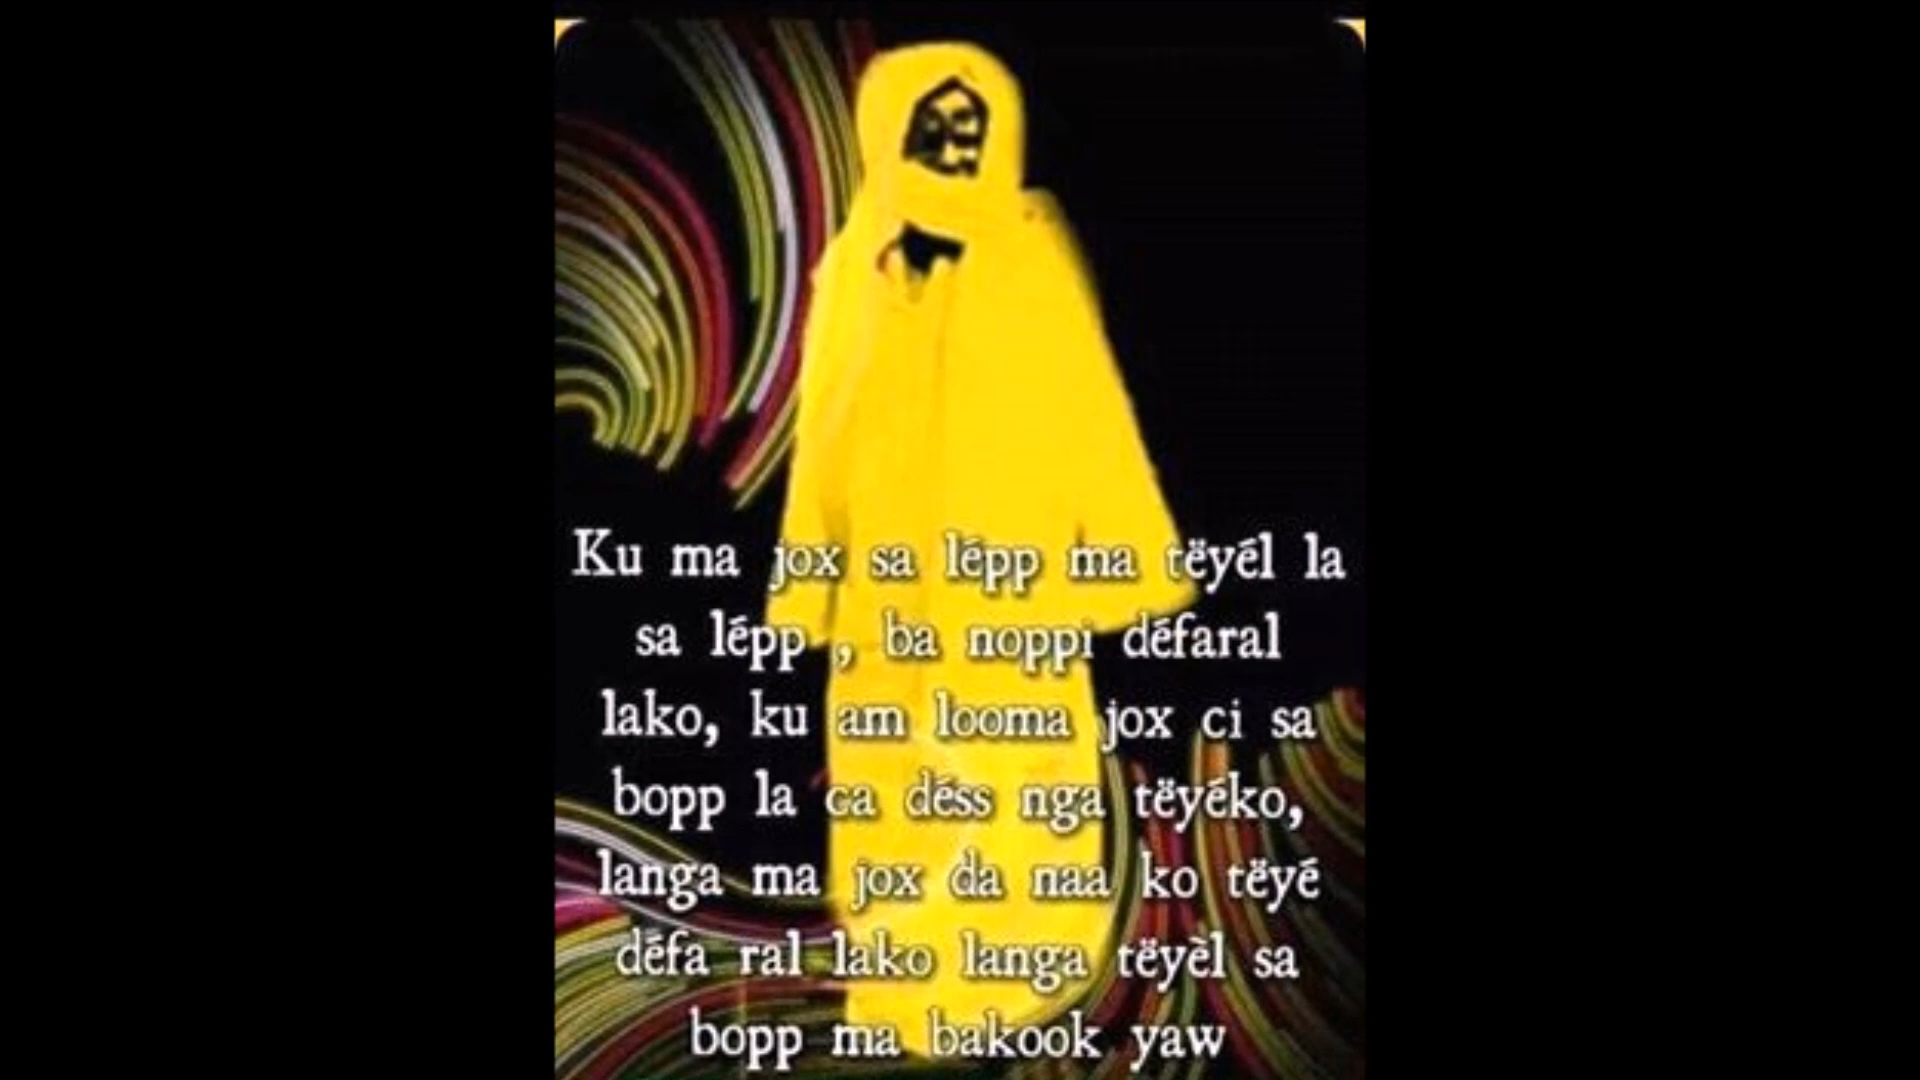 Ku ma jox sa lépp ma tëyél la
sa lépp , ba noppi défaral
lako, ku am looma jox ci sa
bopp la ca déss nga tëyéko,
langa ma jox da naa ko tëyé
défa ral lako langa tëyèl sa
bopp ma bakook yaw